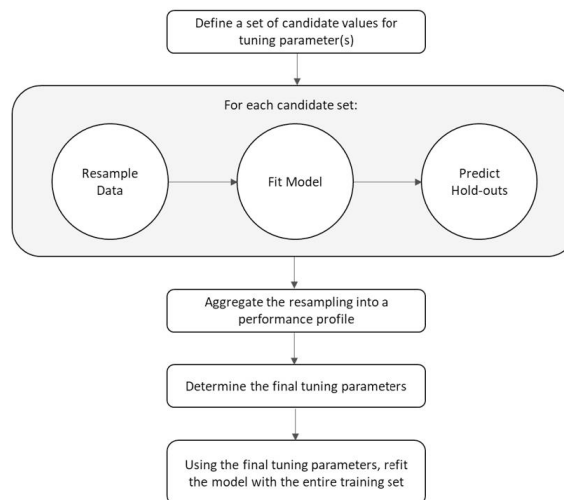 Define a set of candidate values for
tuning parameter(s)
For each candidate set:
Resample
Data
Fit Model
Predict
Hold-outs
Aggregate the resampling into a
performance profile
Determine the final tuning parameters
Using the final tuning parameters, refit
the model with the entire training set